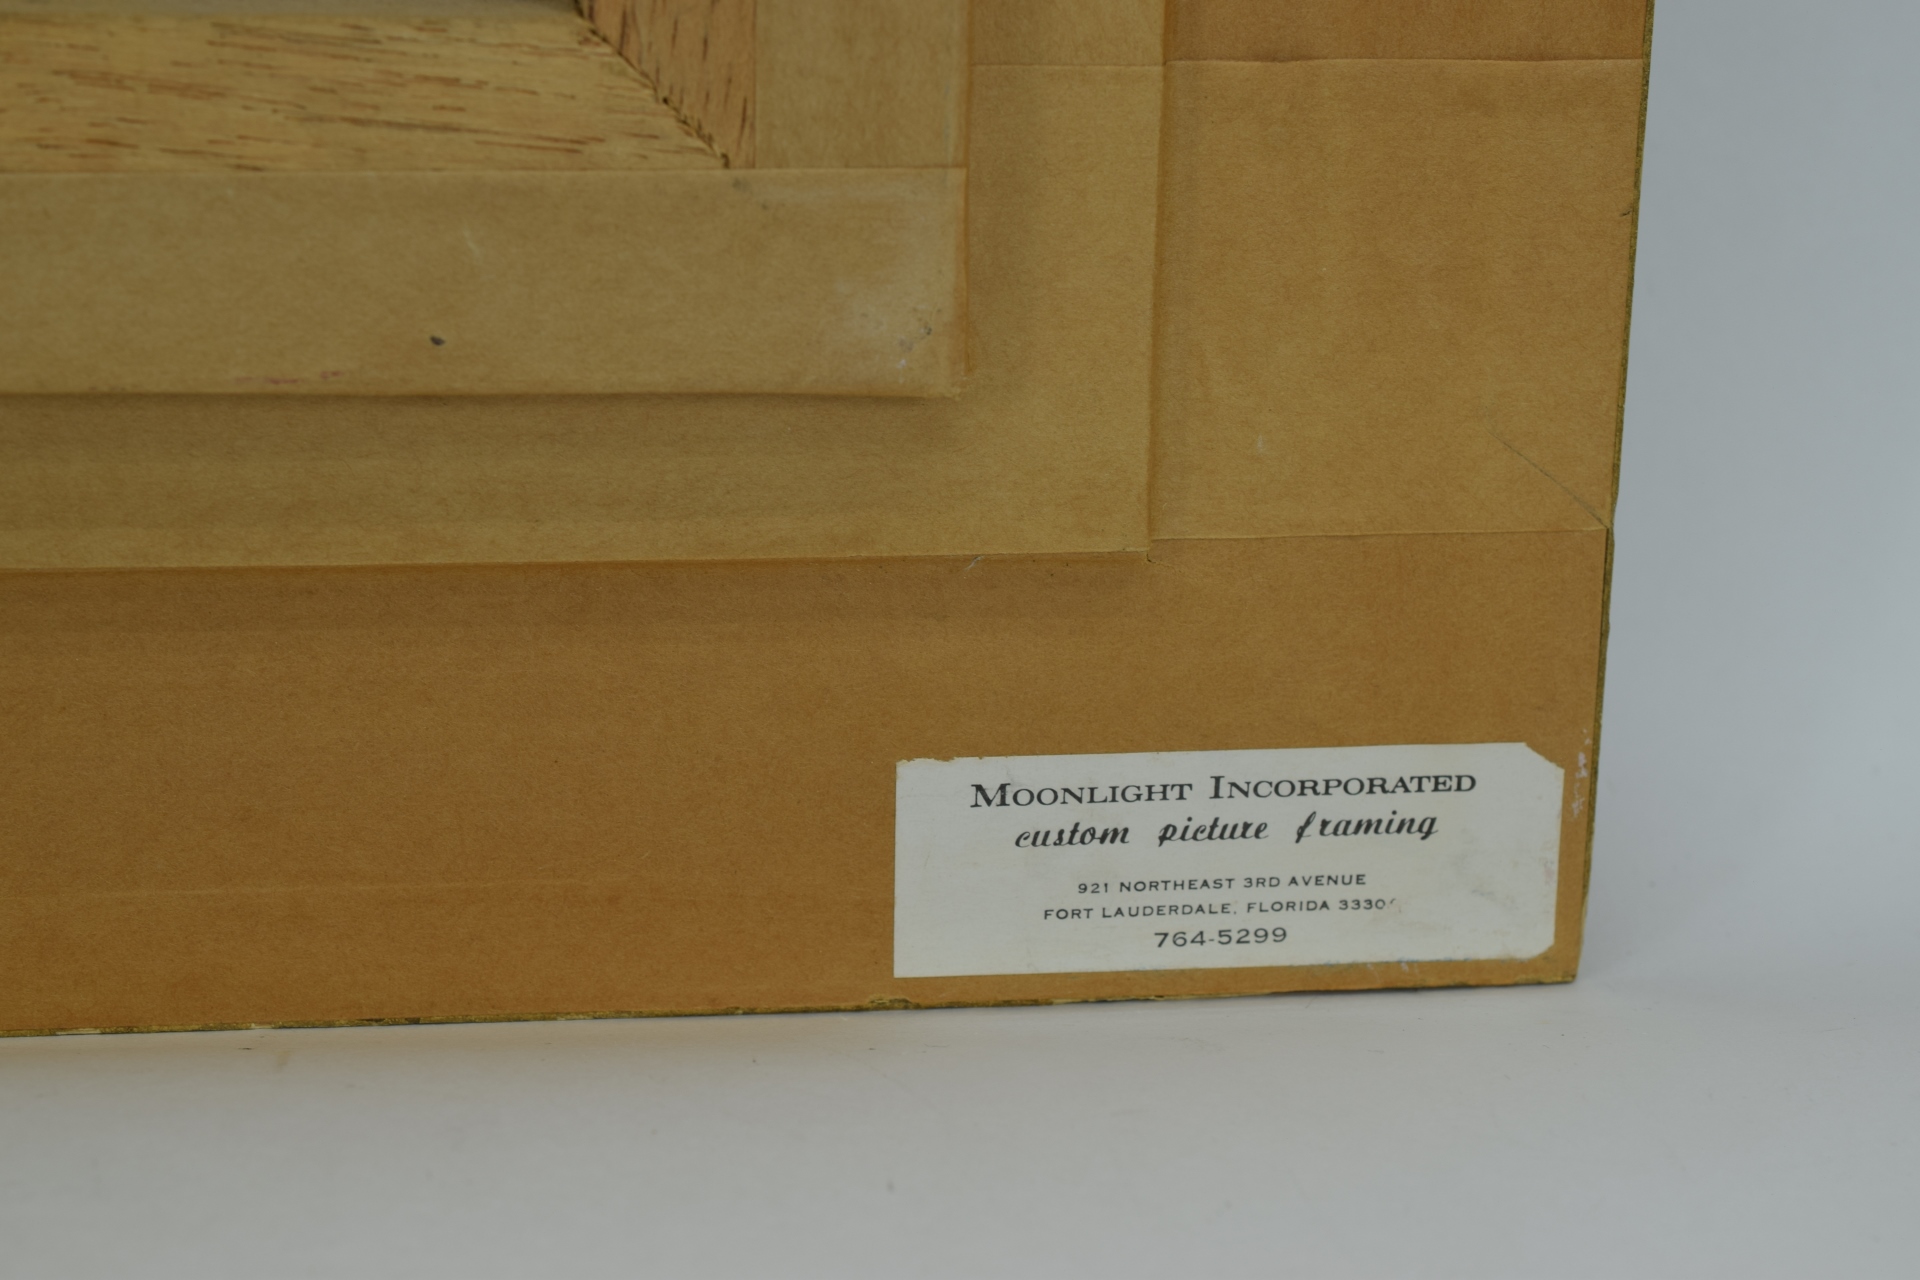 MOONLIGHT INCORPORATED
custom picture framing
921 NORTHEAST 3RD AVENUE
FORT LAUDERDALE, FLORIDA
764-5299